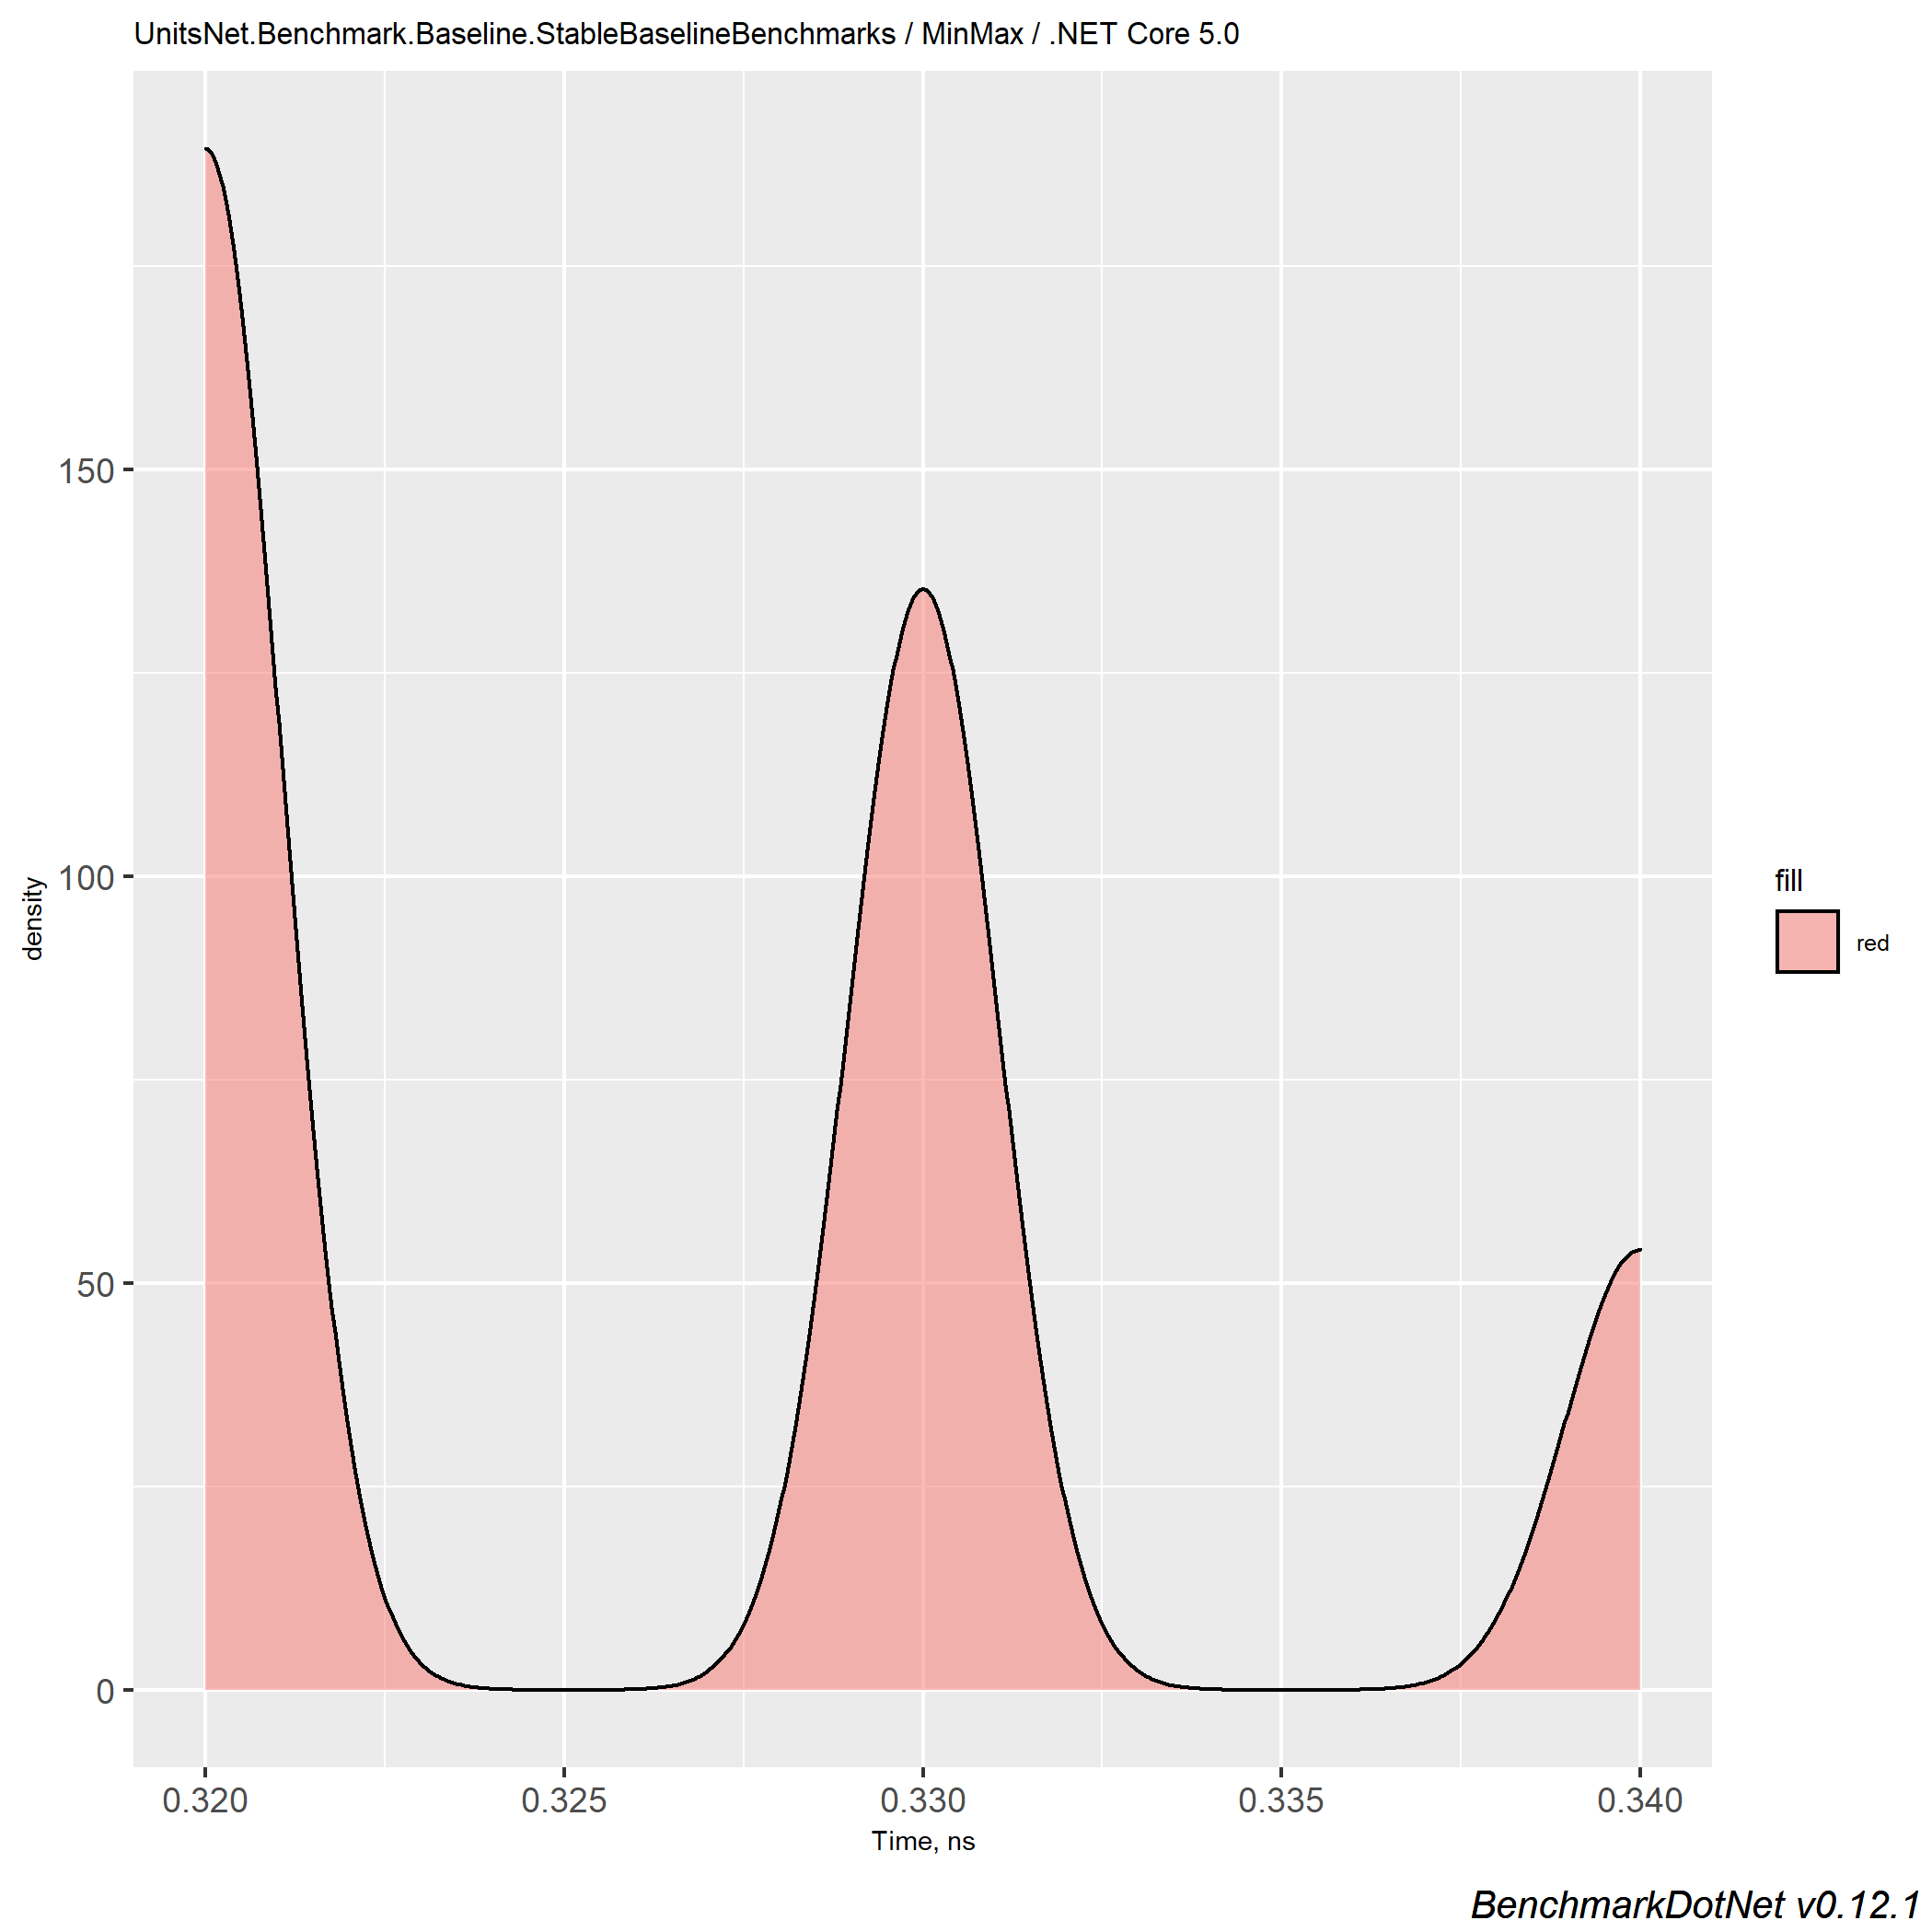 UnitsNet.Benchmark.Baseline.StableBaselineBenchmarks / MinMax / .NET Core 5.0
150
100
50
0
density
0.320 0.325 0.330 0.335 0.340
Time, ns
fill
red
BenchmarkDotNet v0.12.1